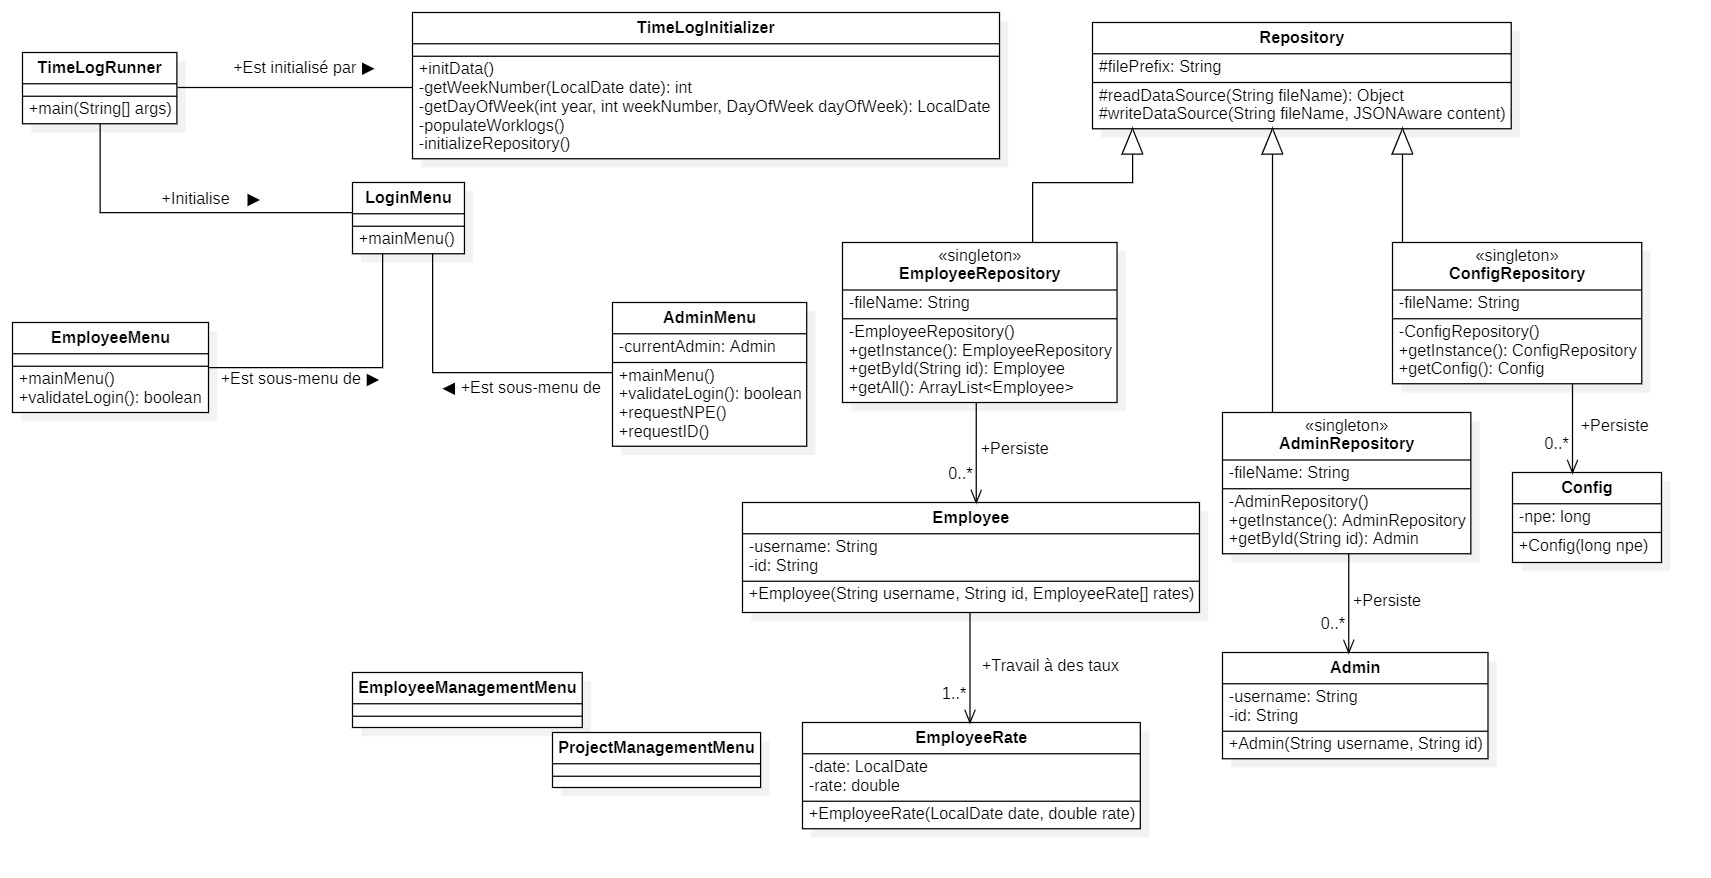 TimeLogRunner
+main(String[] args)
+Est initialisé par ▶
TimeLogInitializer
+initData()
-getWeekNumber(LocalDate date): int
-getDayOfWeek(int year, int weekNumber, DayOfWeek dayOfWeek): LocalDate
-populateWorklogs()
-initializeRepository()
Repository
#filePrefix: String
#readDataSource(String fileName): Object
#writeDataSource(String fileName, JSONAware content)
+Initialise ▶
LoginMenu
+mainMenu()
EmployeeMenu
+mainMenu()
+validateLogin(): boolean
+Est sous-menu de ▶
◀ +Est sous-menu de
AdminMenu
-currentAdmin: Admin
+mainMenu()
+validateLogin(): boolean
+requestNPE()
+requestID()
«singleton»
EmployeeRepository
-fileName: String
-EmployeeRepository()
+getInstance(): EmployeeRepository
+getById(String id): Employee
+getAll(): ArrayList<Employee>
«singleton»
ConfigRepository
-fileName: String
-ConfigRepository()
+getInstance(): ConfigRepository
+getConfig(): Config
«singleton»
AdminRepository
-fileName: String
-AdminRepository()
+getInstance(): AdminRepository
+getById(String id): Admin
+Persiste
0..*
+Persiste
0..*
Config
-npe: long
+Config(long npe)
Employee
-username: String
-id: String
+Employee(String username, String id, EmployeeRate[] rates)
+Persiste
0..*
+Travail à des taux
1..*
Admin
-username: String
-id: String
+Admin(String username, String id)
EmployeeManagementMenu
ProjectManagementMenu
EmployeeRate
-date: LocalDate
-rate: double
+EmployeeRate(LocalDate date, double rate)